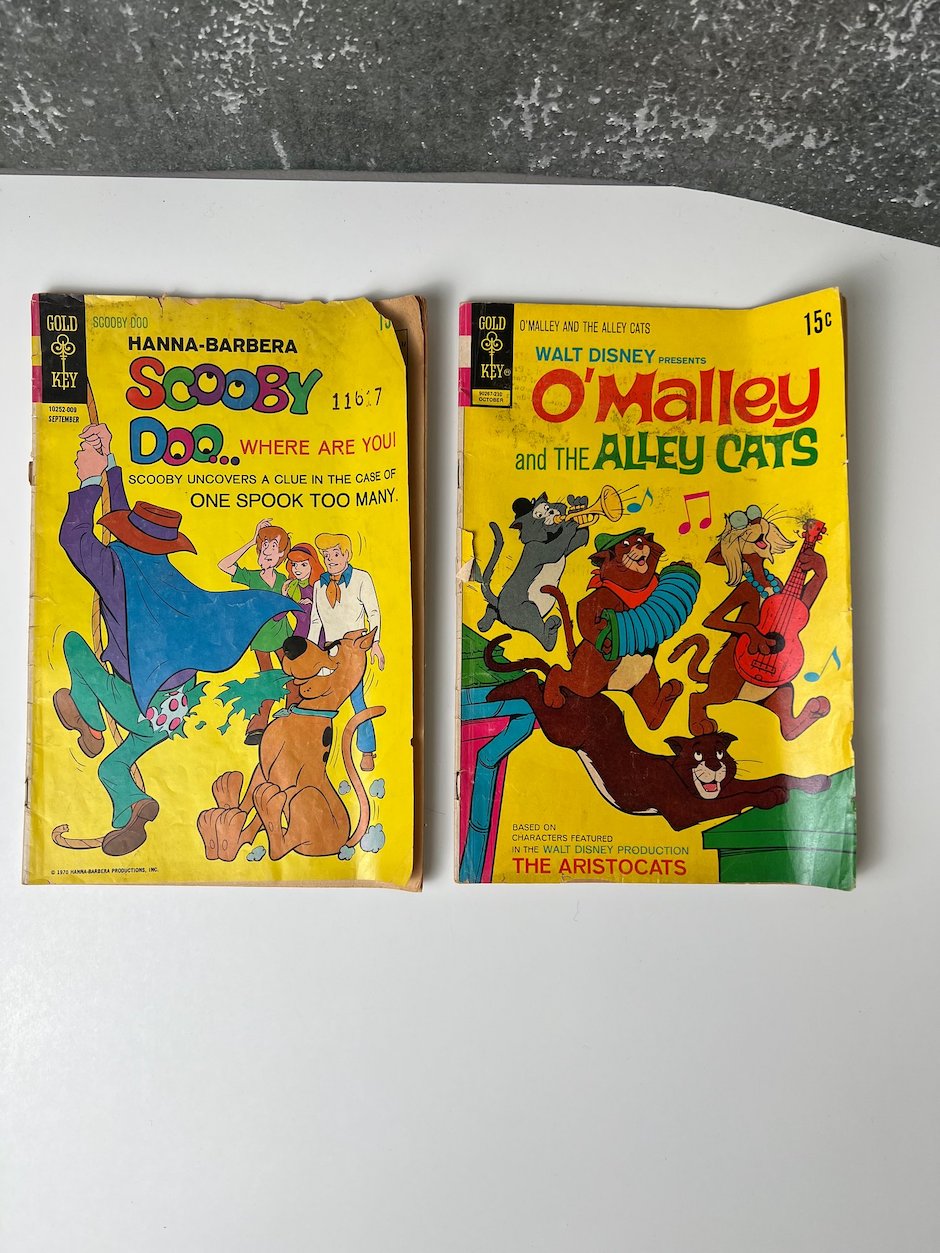 GOLD
KEY
10252-009
SEPTEMBER
SCOOBY DOO
HANNA-BARBERA
SCOOBY
DOO... WHERE ARE YOU!
SCOOBY UNCOVERS A CLUE IN THE CASE OF
ONE SPOOK TOO MANY.
© 1970 HANNA-BARBERA PRODUCTIONS, INC.
GOLD
KEY®
90267-210
OCTOBER
O'MALLEY AND THE ALLEY CATS
15¢
WALT DISNEY PRESENTS
O'Malley
and THE ALLEY CATS
BASED ON
CHARACTERS FEATURED
IN THE WALT DISNEY PRODUCTION
THE ARISTOCATS